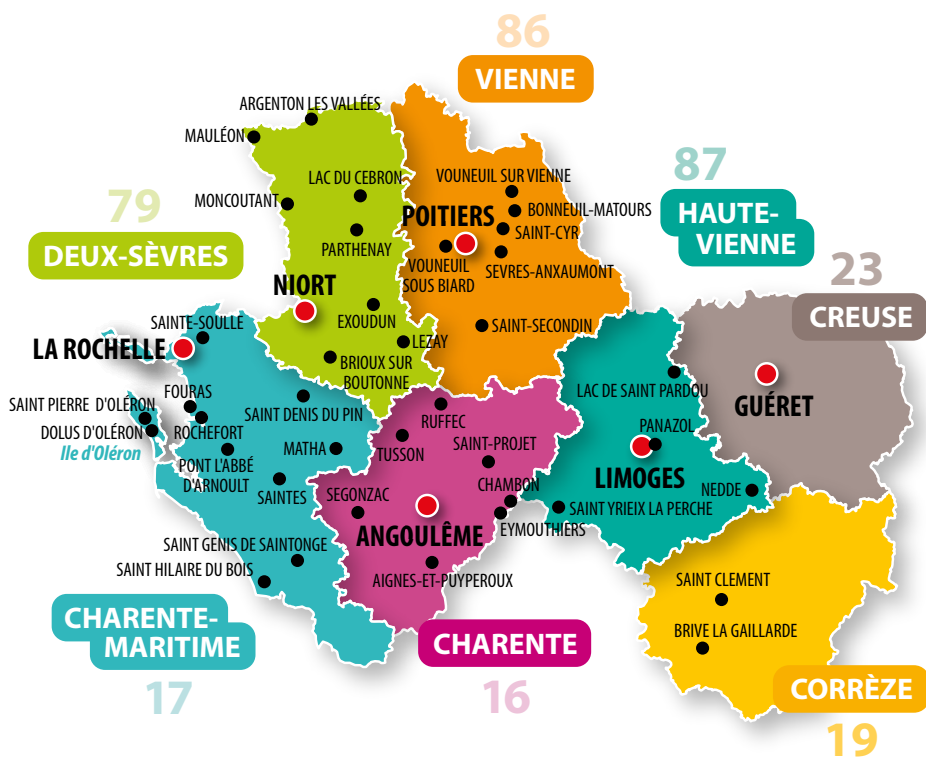 86
VIENNE
ARGENTON LES VALLÉES
MAULÉON
LAC DU CEBRON
MONCOUTANT
79
DEUX-SÈVRES
PARTHENAY
NIORT
EXOUDUN
LEZAY
BRIOUX SUR
BOUTONNE
VOUNEUIL SUR VIENNE
BONNEUIL-MATOURS
POITIERS
SAINT-CYR
VOUNEUIL
SOUS BIARD
SEVRES-ANXAUMONT
SAINT-SECONDIN
87
HAUTE-
VIENNE
23
CREUSE
GUÉRET
LAC DE SAINT PARDOU
PANAZOL
LIMOGES
NEDDE
SAINT YRIEIX LA PERCHE
SAINTE-SOULLE
LA ROCHELLE
FOURAS
SAINT PIERRE D'OLÉRON
DOLUS D'OLÉRON
Ile d'Oléron
ROCHEFORT
SAINT DENIS DU PIN
MATHA
PONT L'ABBÉ
D'ARNOULT
SAINTES
SAINT GENIS DE SAINTONGE
SAINT HILAIRE DU BOIS
CHARENTE-
MARITIME
17
RUFFEC
TUSSON
SAINT-PROJET
SEGONZAC
CHAMBON
ANGOULÊME
EYMOUTHIERS
AIGNES-ET-PUYPEROUX
CHARENTE
16
SAINT CLEMENT
BRIVE LA GAILLARDE
CORRÈZE
19